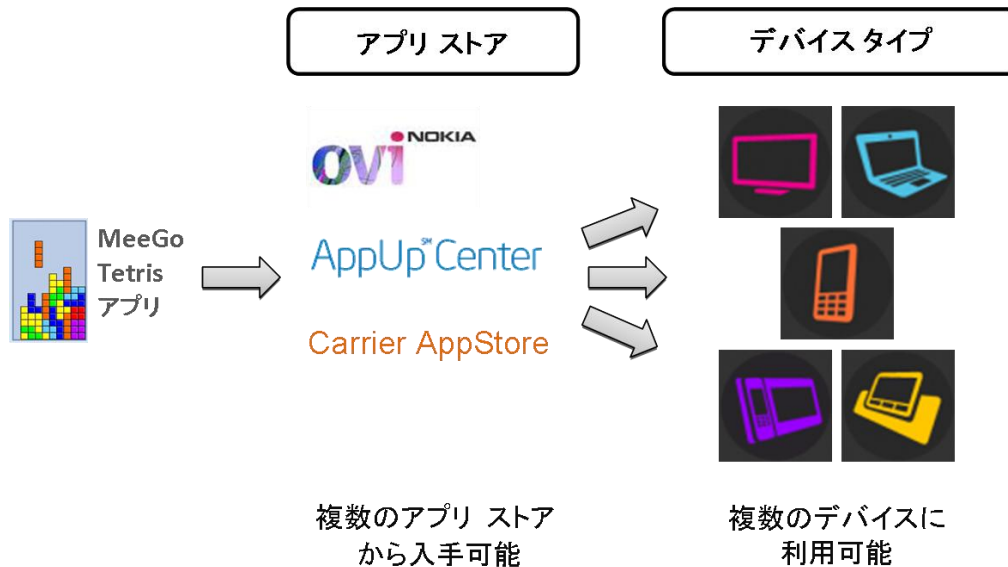 アプリ ストア
デバイス タイプ
ovi NOKIA
MeeGo
Tetris
アプリ
AppUp℠ Center
Carrier AppStore
複数のアプリ ストア
から入手可能
複数のデバイスに
利用可能